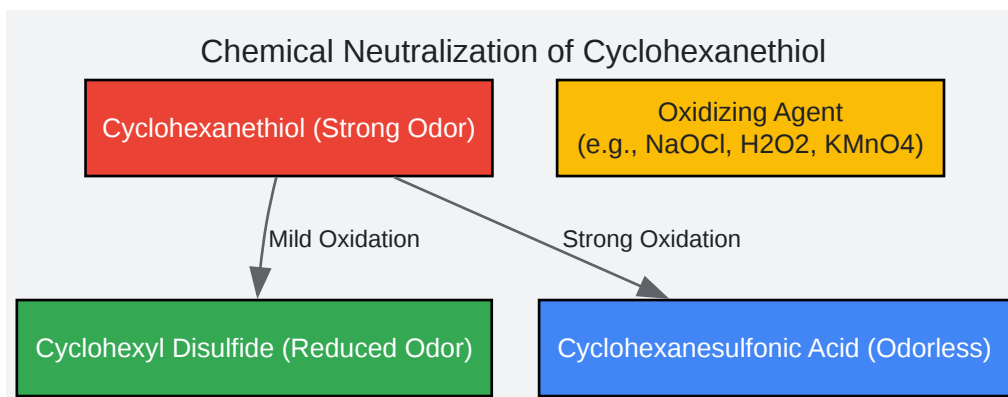 Chemical Neutralization of Cyclohexanethiol
Cyclohexanethiol (Strong Odor)
Oxidizing Agent
(e.g., NaOCl, H2O2, KMnO4)
Mild Oxidation
Strong Oxidation
Cyclohexyl Disulfide (Reduced Odor)
Cyclohexanesulfonic Acid (Odorless)